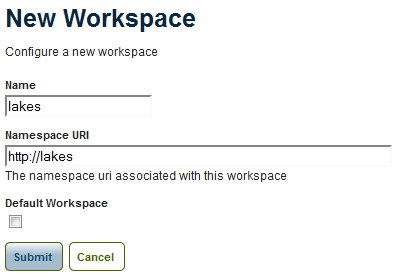 New Workspace
Configure a new workspace
Name
lakes
Namespace URI
http://lakes
The namespace uri associated with this workspace
Default Workspace
Submit Cancel